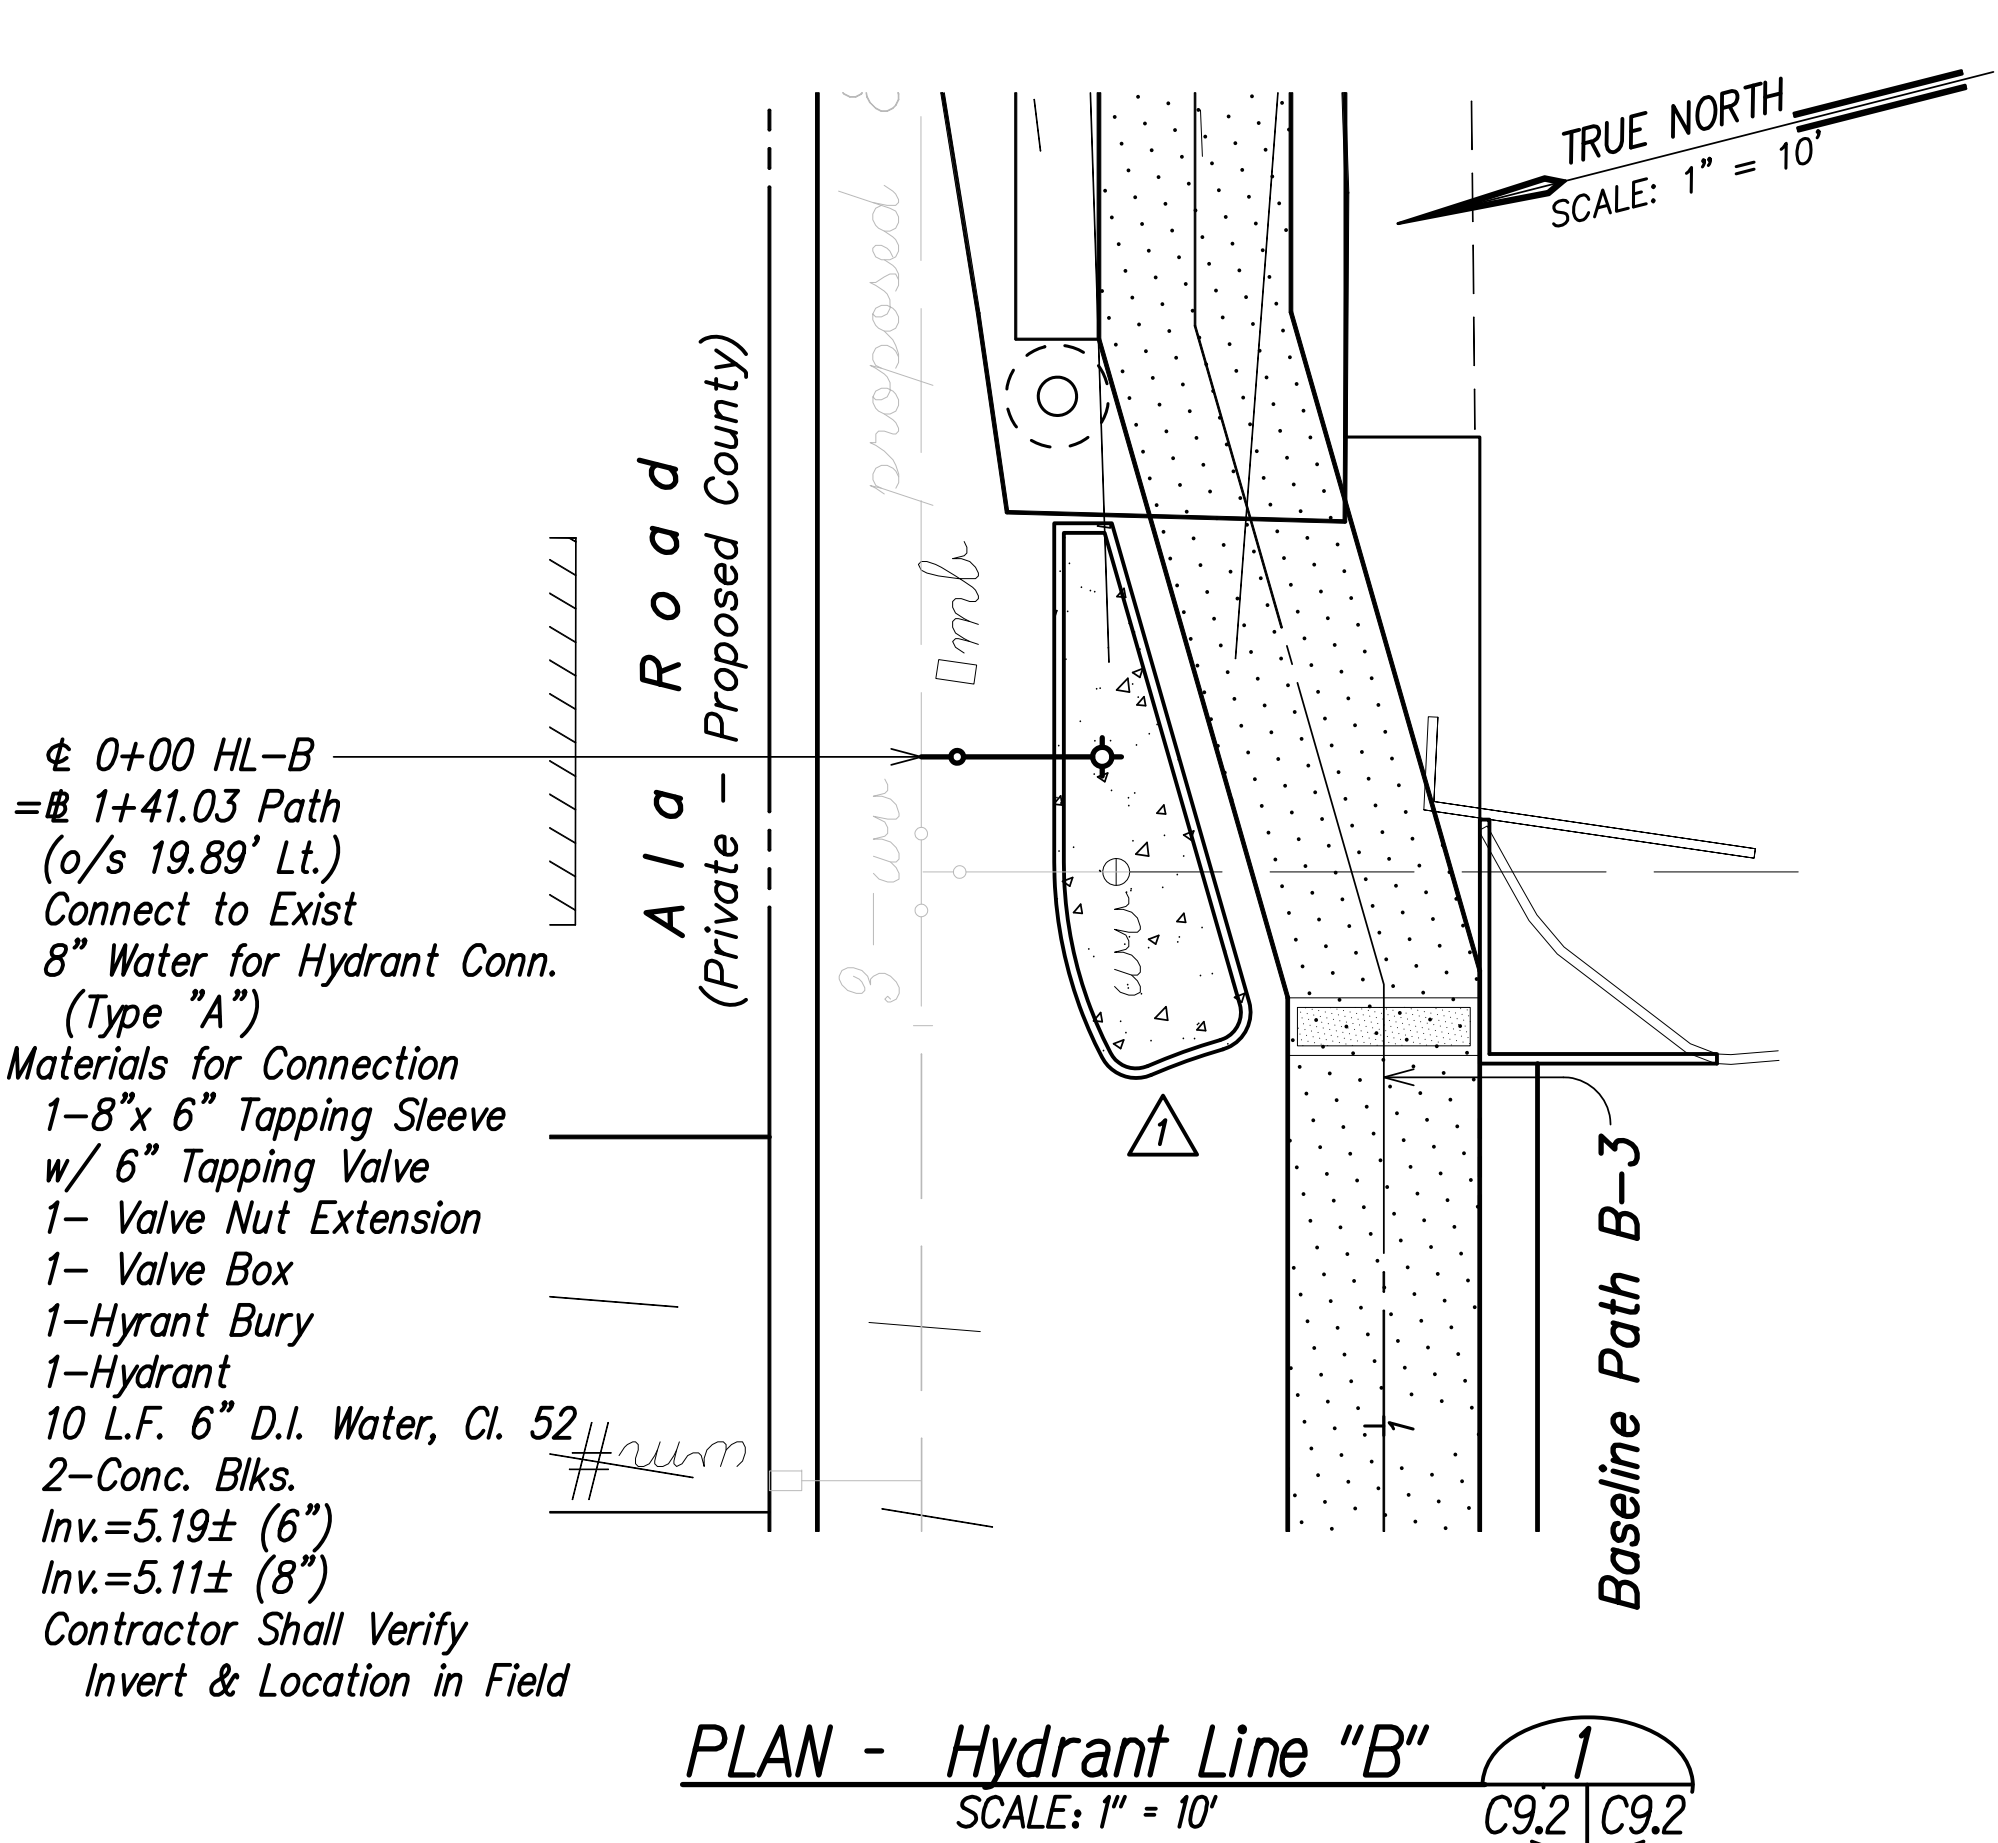 TRUE NORTH
SCALE: 1" = 10'
proposed
Ala Road
(Private - Proposed County)
mb
℄ 0+00 HL-B
=℄ 1+41.03 Path
(o/s 19.89' Lt.)
Connect to Exist
8" Water for Hydrant Conn.
(Type "A")
Materials for Connection
1-8"x 6" Tapping Sleeve
w/ 6" Tapping Valve
1- Valve Nut Extension
1- Valve Box
1-Hyrant Bury
1-Hydrant
10 L.F. 6" D.I. Water, Cl. 52
2-Conc. Blks.
Inv.=5.19± (6")
Inv.=5.11± (8")
Contractor Shall Verify
Invert & Location in Field
1
1
Baseline Path B-3
PLAN - Hydrant Line "B"
SCALE: 1" = 10'
1
C9.2 C9.2